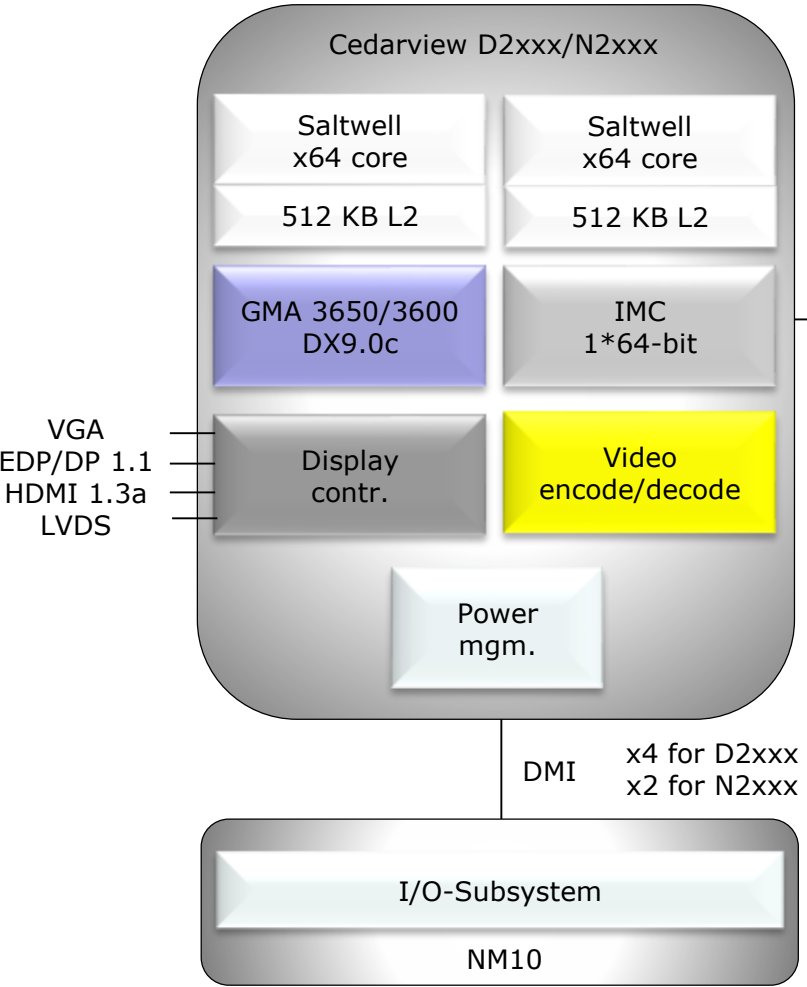 Cedarview D2xxx/N2xxx
Saltwell
x64 core
Saltwell
x64 core
512 KB L2
512 KB L2
GMA 3650/3600
DX9.0c
IMC
1*64-bit
VGA
EDP/DP 1.1
HDMI 1.3a
LVDS
Display
contr.
Video
encode/decode
Power
mgm.
DMI
x4 for D2xxx
x2 for N2xxx
I/O-Subsystem
NM10